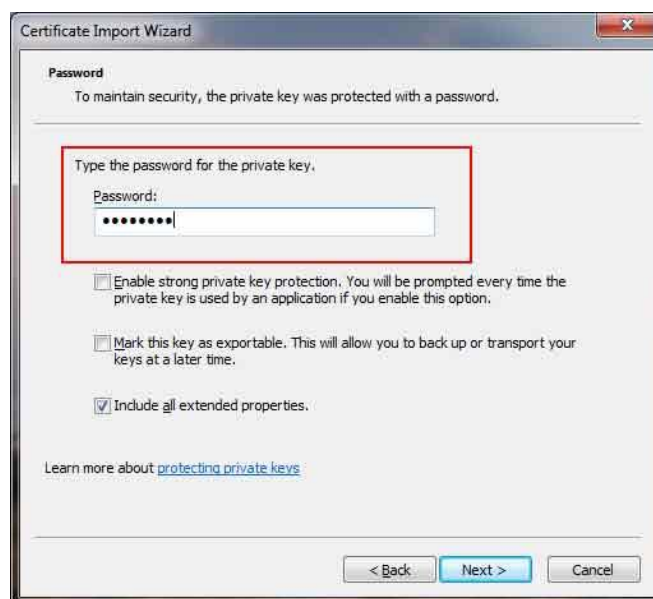 Certificate Import Wizard
Password
To maintain security, the private key was protected with a password.
Type the password for the private key.
Password:
••••••••
Enable strong private key protection. You will be prompted every time the
private key is used by an application if you enable this option.
Mark this key as exportable. This will allow you to back up or transport your
keys at a later time.
Include all extended properties.
Learn more about protecting private keys
< Back Next > Cancel